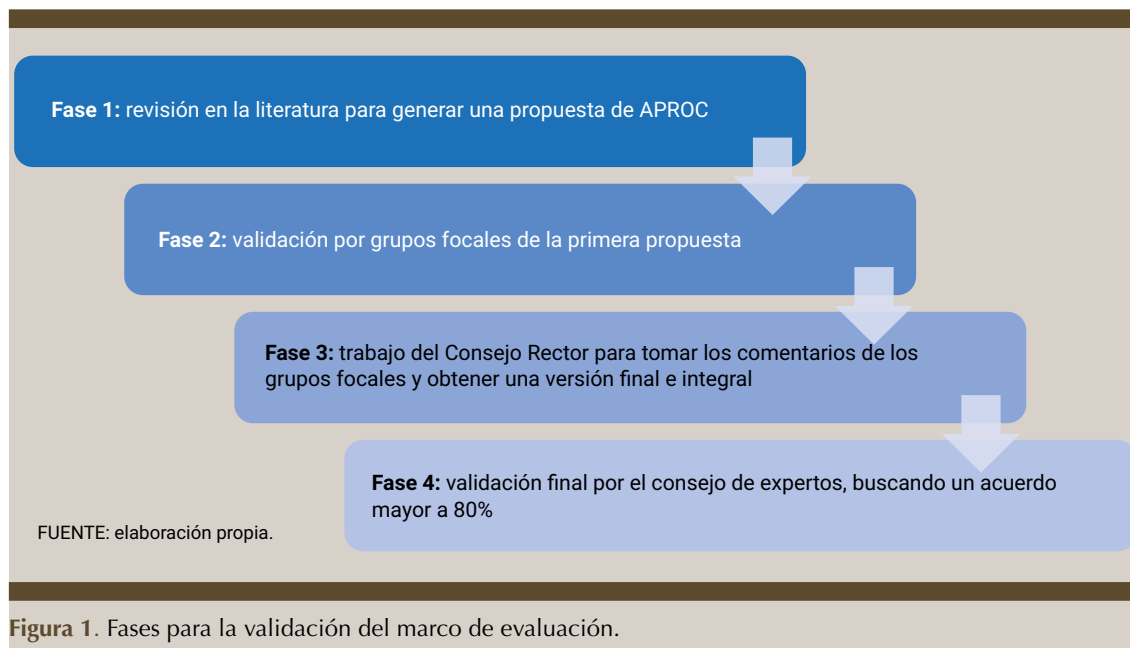 Fase 1: revisión en la literatura para generar una propuesta de APROC
Fase 2: validación por grupos focales de la primera propuesta
Fase 3: trabajo del Consejo Rector para tomar los comentarios de los
grupos focales y obtener una versión final e integral
Fase 4: validación final por el consejo de expertos, buscando un acuerdo
mayor a 80%
FUENTE: elaboración propia.
Figura 1. Fases para la validación del marco de evaluación.